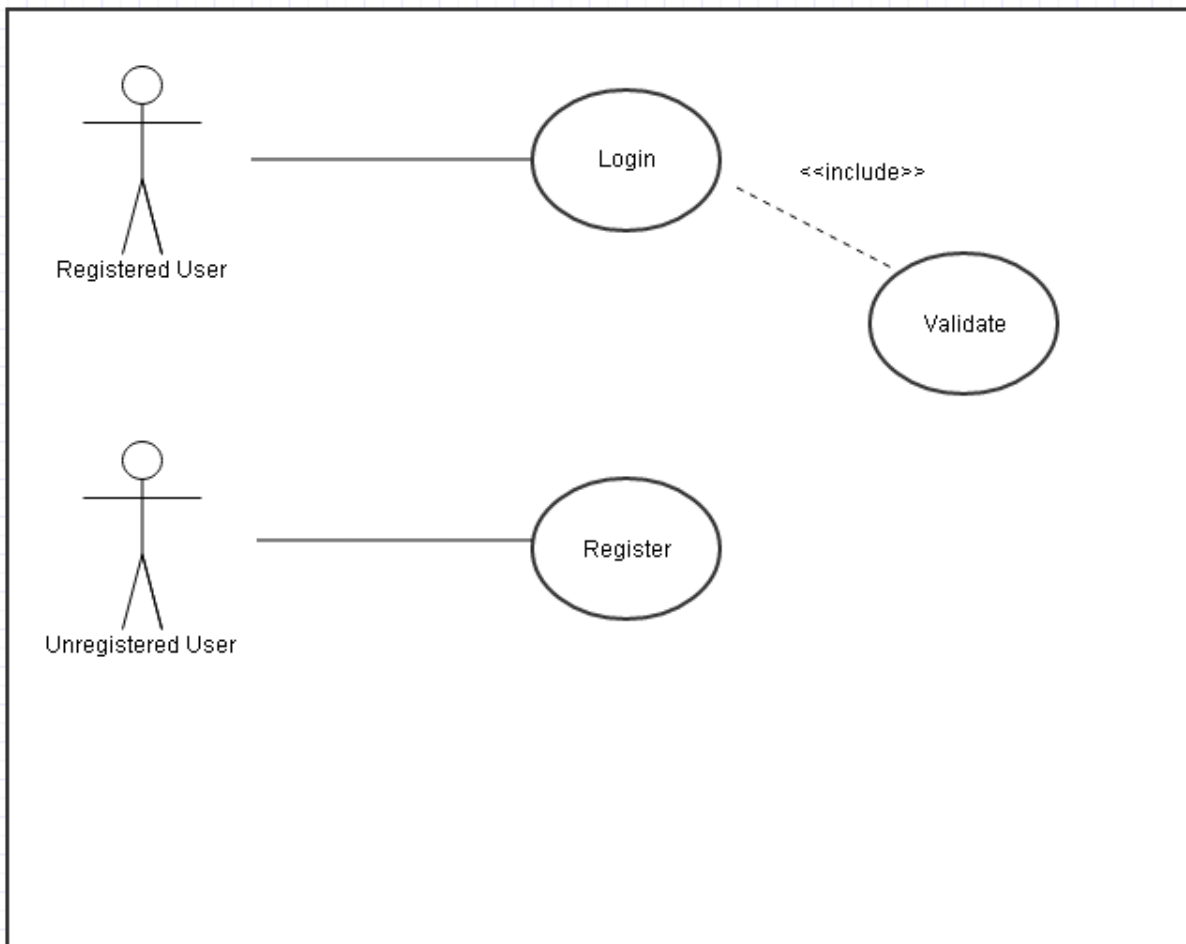 Login
<<include>>
Registered User
Validate
Register
Unregistered User